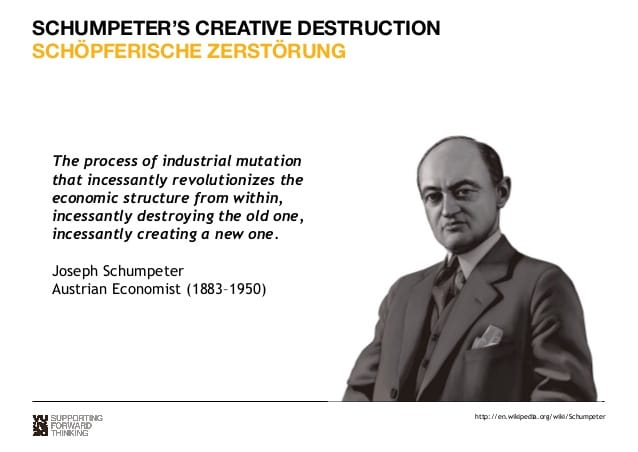 SCHUMPETER'S CREATIVE DESTRUCTION
SCHÖPFERISCHE ZERSTÖRUNG
The process of industrial mutation
that incessantly revolutionizes the
economic structure from within,
incessantly destroying the old one,
incessantly creating a new one.
Joseph Schumpeter
Austrian Economist (1883–1950)
SUPPORTING
FORWARD
THINKING
http://en.wikipedia.org/wiki/Schumpeter